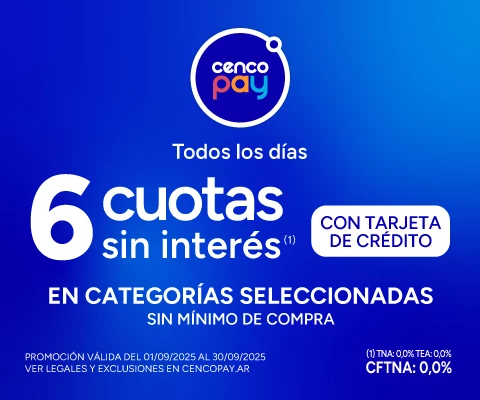 cenco
pay
Todos los días
6 cuotas
sin interés (1)
CON TARJETA
DE CRÉDITO
EN CATEGORÍAS SELECCIONADAS
SIN MÍNIMO DE COMPRA
PROMOCIÓN VÁLIDA DEL 01/09/2025 AL 30/09/2025
VER LEGALES Y EXCLUSIONES EN CENCOPAY.AR
(1) TNA: 0,0% TEA: 0,0%
CFTNA: 0,0%